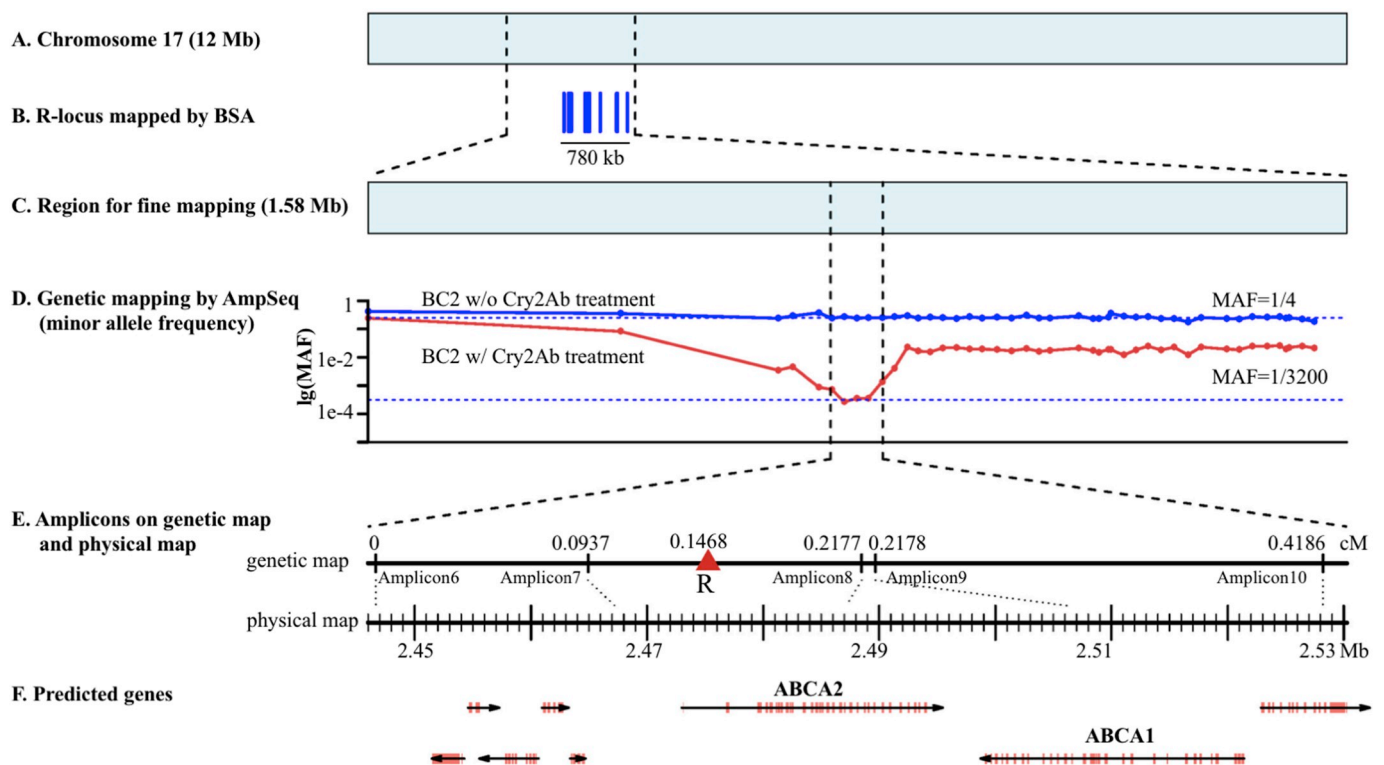 A. Chromosome 17 (12 Mb)
B. R-locus mapped by BSA
780 kb
C. Region for fine mapping (1.58 Mb)
D. Genetic mapping by AmpSeq
(minor allele frequency)
lg(MAF)
1
1e-2
1e-4
BC2 w/o Cry2Ab treatment
MAF=1/4
BC2 w/ Cry2Ab treatment
MAF=1/3200
E. Amplicons on genetic map
and physical map
0 0.0937 0.1468 0.2177 0.2178 0.4186 cM
genetic map
Amplicon6 Amplicon7 R Amplicon8 Amplicon9 Amplicon10
physical map
2.45 2.47 2.49 2.51 2.53 Mb
F. Predicted genes
ABCA2
ABCA1